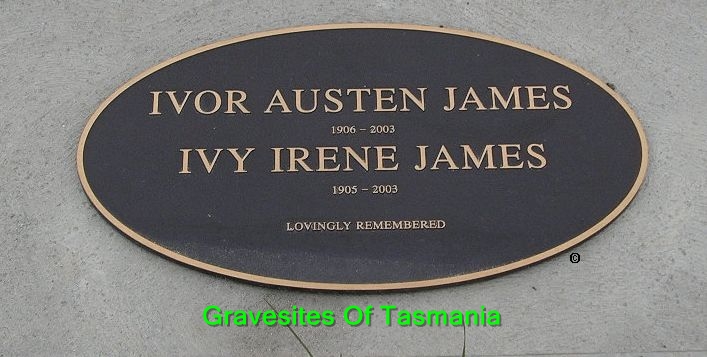 IVOR AUSTEN JAMES
1906 – 2003
IVY IRENE JAMES
1905 – 2003
LOVINGLY REMEMBERED
©
Gravesites Of Tasmania